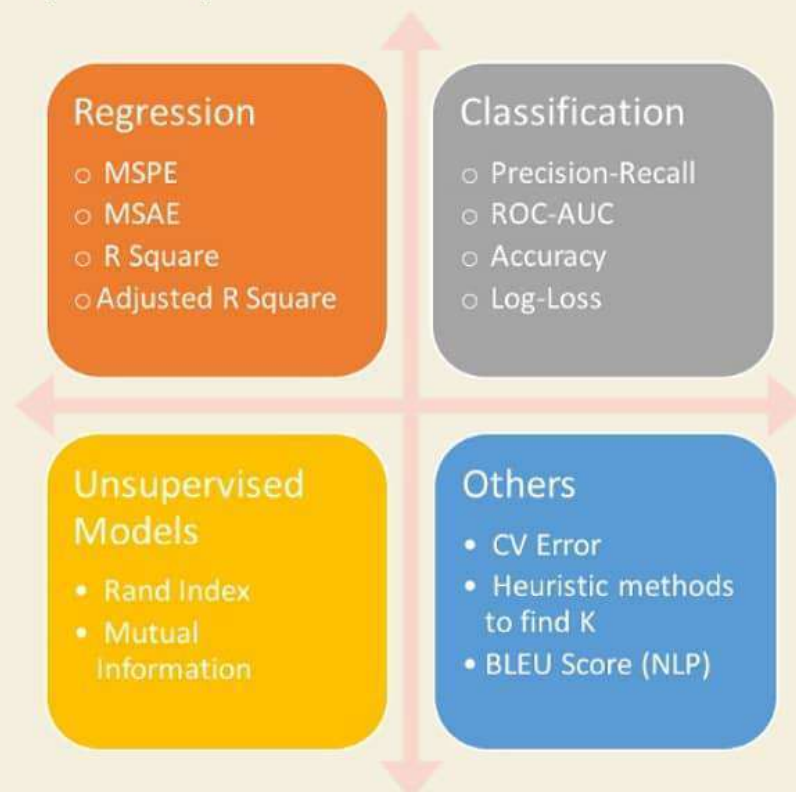 Regression
○ MSPE
○ MSAE
○ R Square
○ Adjusted R Square
Classification
○ Precision-Recall
○ ROC-AUC
○ Accuracy
○ Log-Loss
Unsupervised
Models
• Rand Index
• Mutual
Information
Others
• CV Error
• Heuristic methods
to find K
• BLEU Score (NLP)